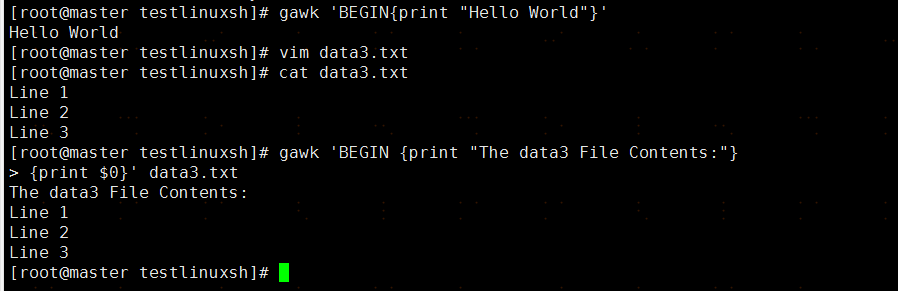 [root@master testlinuxsh]# gawk 'BEGIN{print "Hello World"}'
Hello World
[root@master testlinuxsh]# vim data3.txt
[root@master testlinuxsh]# cat data3.txt
Line 1
Line 2
Line 3
[root@master testlinuxsh]# gawk 'BEGIN {print "The data3 File Contents:"}
> {print $0}' data3.txt
The data3 File Contents:
Line 1
Line 2
Line 3
[root@master testlinuxsh]#